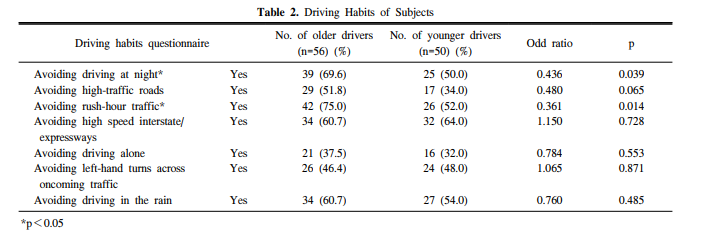 Table 2. Driving Habits of Subjects
Driving habits questionnaire No. of older drivers (n=56) (%) No. of younger drivers (n=50) (%) Odd ratio p
Avoiding driving at night* Yes 39 (69.6) 25 (50.0) 0.436 0.039
Avoiding high-traffic roads Yes 29 (51.8) 17 (34.0) 0.480 0.065
Avoiding rush-hour traffic* Yes 42 (75.0) 26 (52.0) 0.361 0.014
Avoiding high speed interstate/ Yes 34 (60.7) 32 (64.0) 1.150 0.728
expressways
Avoiding driving alone Yes 21 (37.5) 16 (32.0) 0.784 0.553
Avoiding left-hand turns across Yes 26 (46.4) 24 (48.0) 1.065 0.871
oncoming traffic
Avoiding driving in the rain Yes 34 (60.7) 27 (54.0) 0.760 0.485
*p<0.05